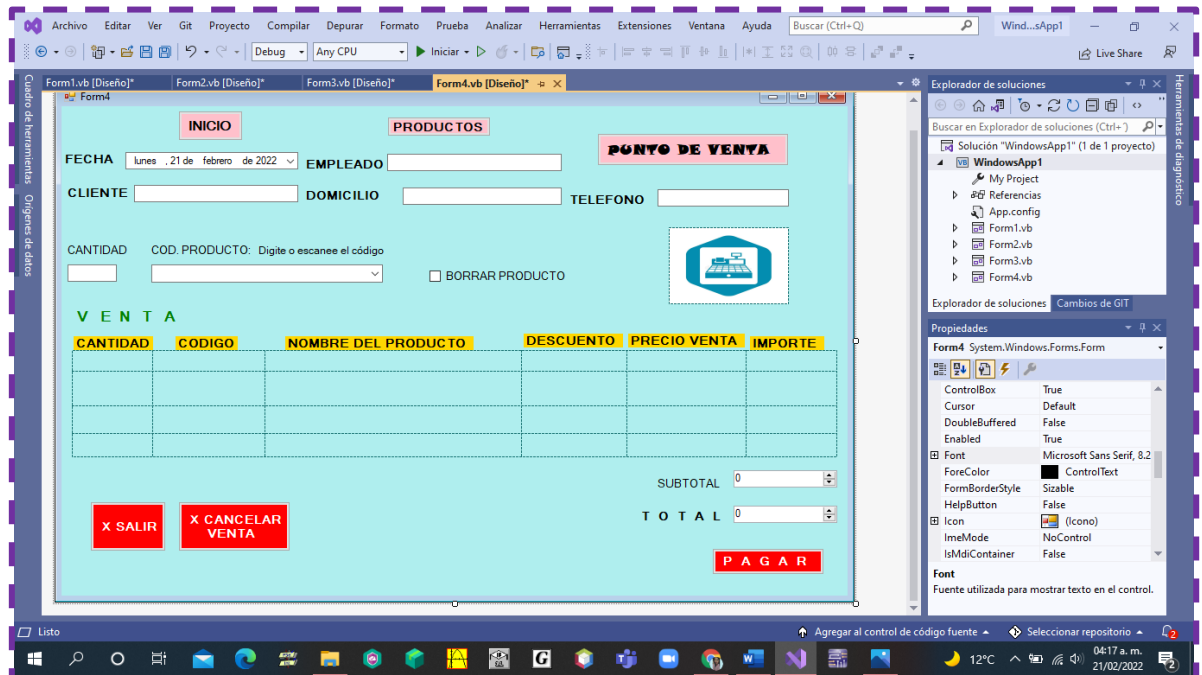 Archivo Editar Ver Git Proyecto Compilar Depurar Formato Prueba Analizar Herramientas Extensiones Ventana Ayuda Buscar (Ctrl+Q) Wind...sApp1
Debug Any CPU Iniciar Live Share
Cuadro de herramientas
Orígenes de datos
Form1.vb [Diseño]* Form2.vb [Diseño]* Form3.vb [Diseño]* Form4.vb [Diseño]*
Form4
INICIO PRODUCTOS
PUNTO DE VENTA
FECHA lunes , 21 de febrero de 2022 EMPLEADO
CLIENTE DOMICILIO TELEFONO
CANTIDAD COD. PRODUCTO: Digite o escanee el código
BORRAR PRODUCTO
V E N T A
CANTIDAD CODIGO NOMBRE DEL PRODUCTO DESCUENTO PRECIO VENTA IMPORTE
SUBTOTAL 0
T O T A L 0
X SALIR
X CANCELAR
VENTA
P A G A R
Explorador de soluciones
Buscar en Explorador de soluciones (Ctrl+´)
Solución "WindowsApp1" (1 de 1 proyecto)
VB WindowsApp1
My Project
Referencias
App.config
Form1.vb
Form2.vb
Form3.vb
Form4.vb
Explorador de soluciones Cambios de GIT
Propiedades
Form4 System.Windows.Forms.Form
ControlBox True
Cursor Default
DoubleBuffered False
Enabled True
Font Microsoft Sans Serif, 8.2
ForeColor ControlText
FormBorderStyle Sizable
HelpButton False
Icon (Icono)
ImeMode NoControl
IsMdiContainer False
Font
Fuente utilizada para mostrar texto en el control.
Herramientas de diagnóstico
Listo Agregar al control de código fuente Seleccionar repositorio 2
12°C 04:17 a. m.
21/02/2022 2